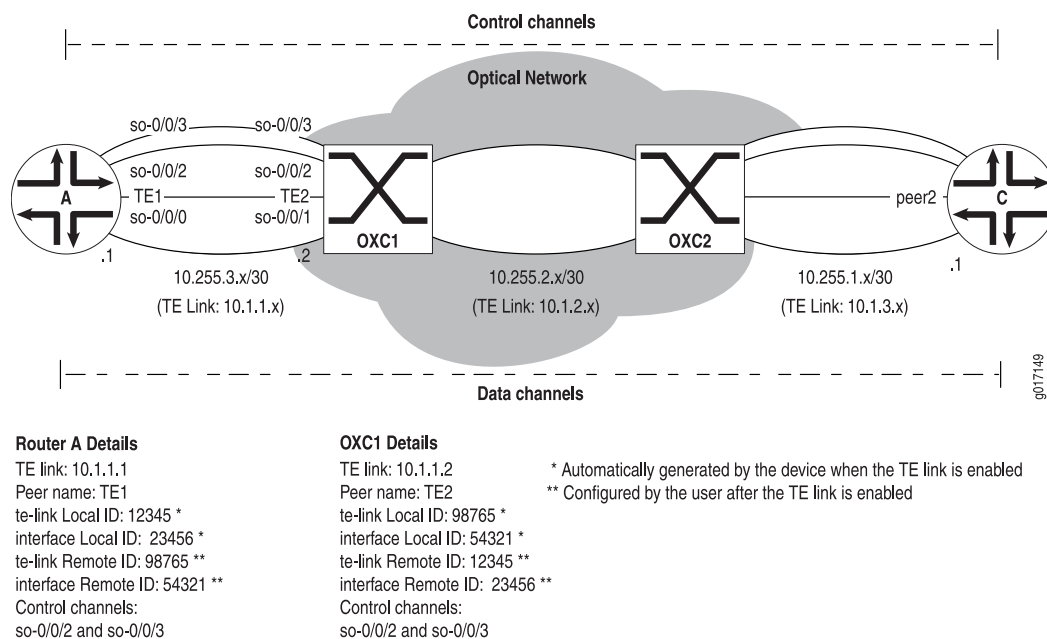 Control channels
Optical Network
so-0/0/3 so-0/0/3
so-0/0/2 so-0/0/2
A TE1 TE2 peer2 C
so-0/0/0 so-0/0/1
OXC1 OXC2
.1 .2 .1
10.255.3.x/30 10.255.2.x/30 10.255.1.x/30
(TE Link: 10.1.1.x) (TE Link: 10.1.2.x) (TE Link: 10.1.3.x)
Data channels
g017149
Router A Details
TE link: 10.1.1.1
Peer name: TE1
te-link Local ID: 12345 *
interface Local ID: 23456 *
te-link Remote ID: 98765 **
interface Remote ID: 54321 **
Control channels:
so-0/0/2 and so-0/0/3
OXC1 Details
TE link: 10.1.1.2
Peer name: TE2
te-link Local ID: 98765 *
interface Local ID: 54321 *
te-link Remote ID: 12345 **
interface Remote ID: 23456 **
Control channels:
so-0/0/2 and so-0/0/3
* Automatically generated by the device when the TE link is enabled
** Configured by the user after the TE link is enabled